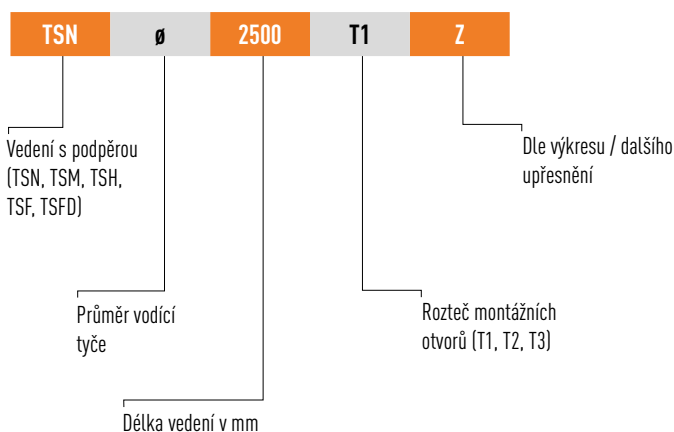 TSN ø 2500 T1 Z
Vedení s podpěrou
(TSN, TSM, TSH,
TSF, TSFD)
Dle výkresu / dalšího
upřesnění
Průměr vodící
tyče
Rozteč montážních
otvorů (T1, T2, T3)
Délka vedení v mm